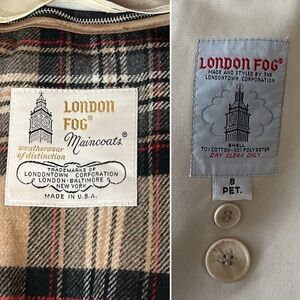 LONDON
FOG®
Maincoats®
weatherwear
of distinction
TRADEMARKS OF
LONDONTOWN CORPORATION
LONDON-BALTIMORE
NEW YORK
MADE IN U.S.A.
LONDON FOG®
MADE AND STYLED BY THE
LONDONTOWN CORPORATION
SHELL
70% COTTON-30% POLYESTER
DRY CLEAN ONLY
8
PET.